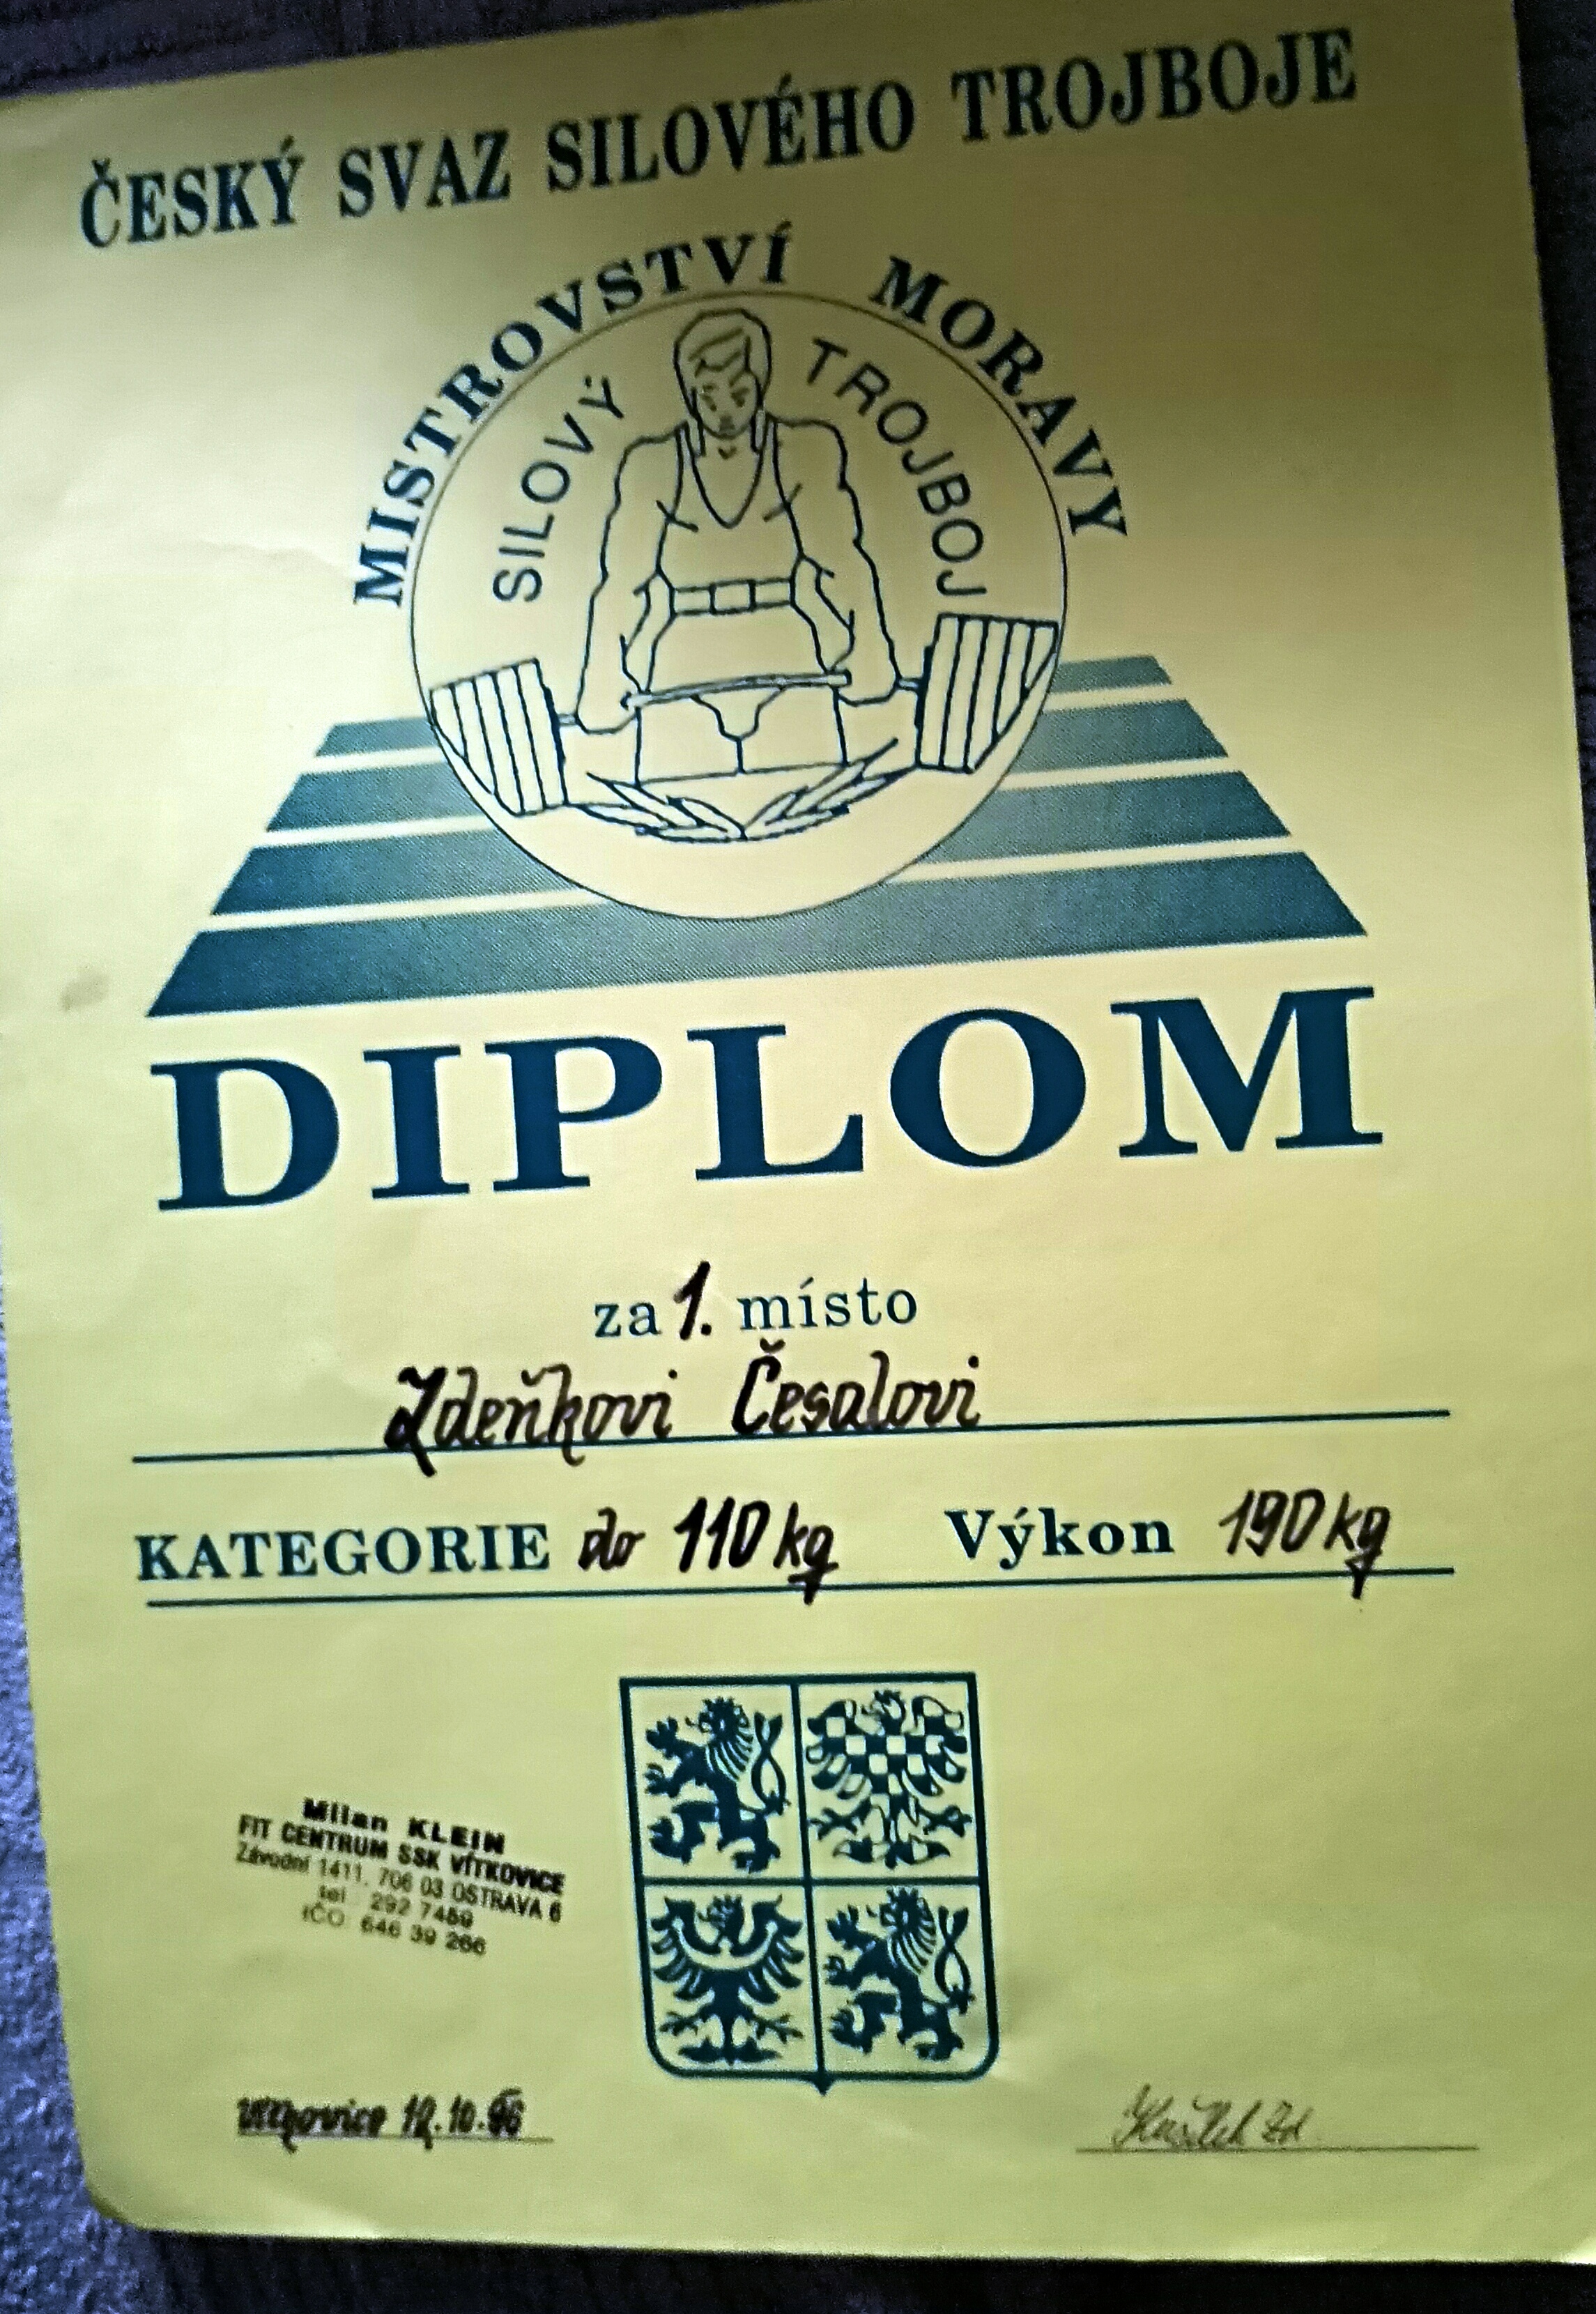 ČESKÝ SVAZ SILOVÉHO TROJBOJE
MISTROVSTVÍ MORAVY
SILOVÝ TROJBOJ
DIPLOM
za 1. místo
Zdeňkovi Česalovi
KATEGORIE do 110 kg Výkon 190 kg
Milan KLEIN
FIT CENTRUM SSK VÍTKOVICE
Závodní 1411, 706 03 OSTRAVA 6
tel 292 7459
IČO 646 39 266
12.10.96
Zd.